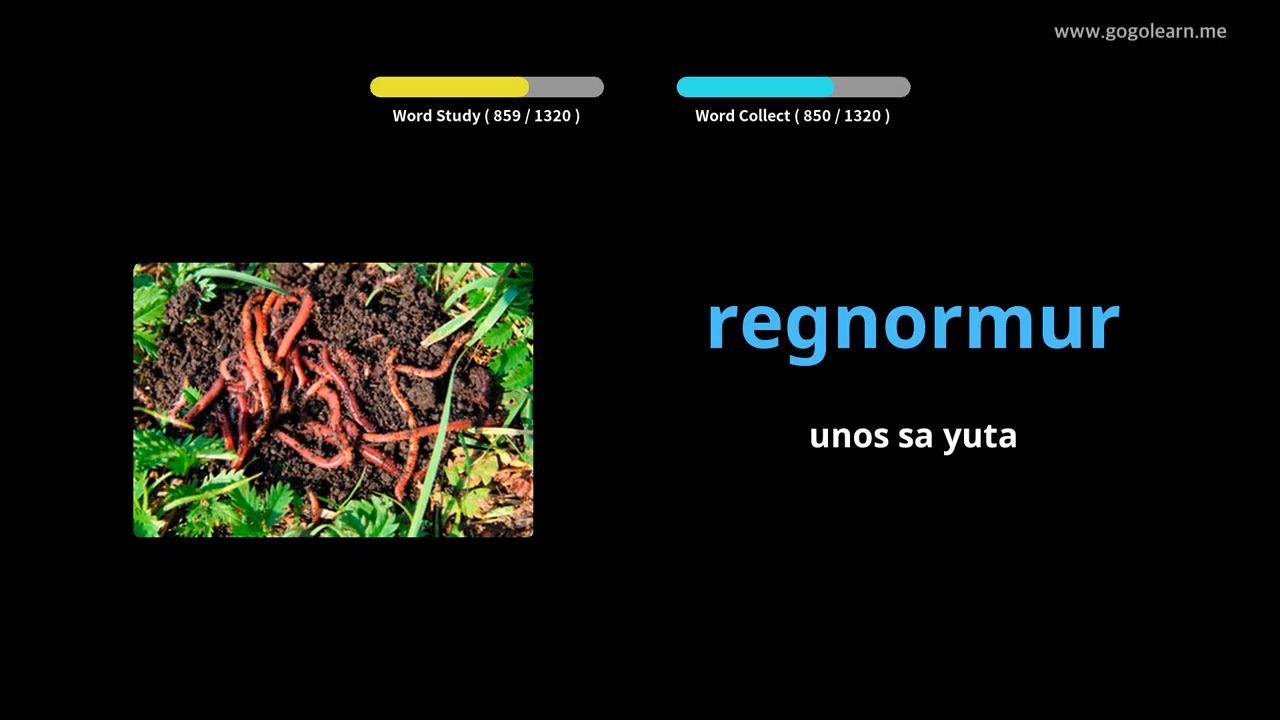 www.gogolearn.me
Word Study ( 859 / 1320 )
Word Collect ( 850 / 1320 )
regnormur
unos sa yuta